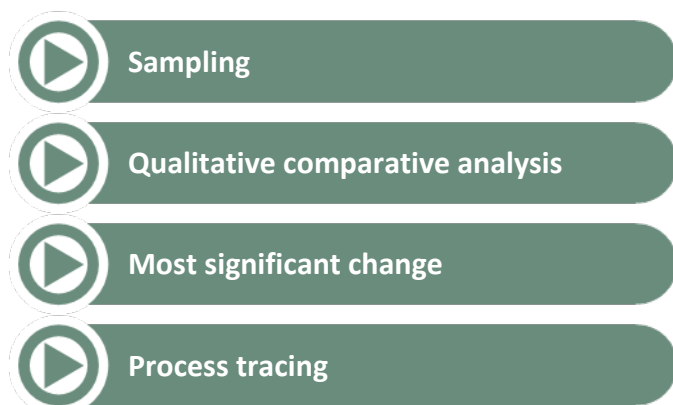 Sampling
Qualitative comparative analysis
Most significant change
Process tracing